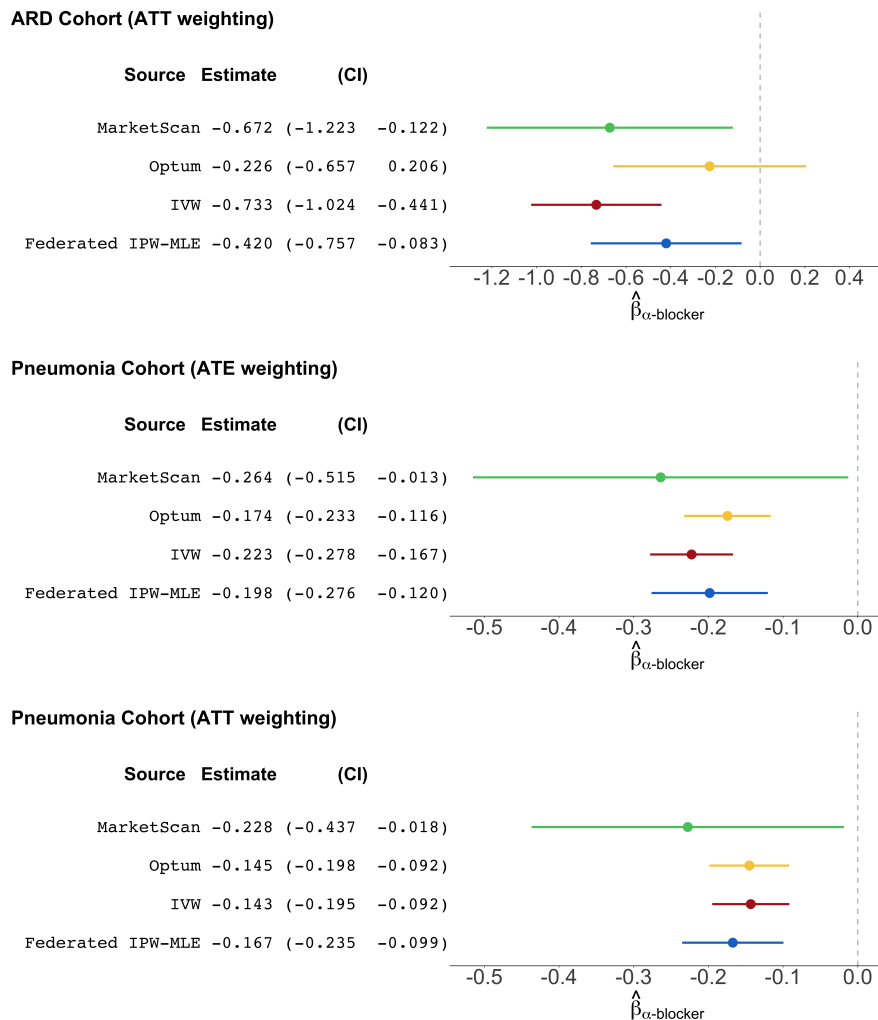 ARD Cohort (ATT weighting)
Source Estimate (CI)
MarketScan -0.672 (-1.223 -0.122)
Optum -0.226 (-0.657 0.206)
IVW -0.733 (-1.024 -0.441)
Federated IPW-MLE -0.420 (-0.757 -0.083)
-1.2 -1.0 -0.8 -0.6 -0.4 -0.2 0.0 0.2 0.4
β̂α-blocker
Pneumonia Cohort (ATE weighting)
Source Estimate (CI)
MarketScan -0.264 (-0.515 -0.013)
Optum -0.174 (-0.233 -0.116)
IVW -0.223 (-0.278 -0.167)
Federated IPW-MLE -0.198 (-0.276 -0.120)
-0.5 -0.4 -0.3 -0.2 -0.1 0.0
β̂α-blocker
Pneumonia Cohort (ATT weighting)
Source Estimate (CI)
MarketScan -0.228 (-0.437 -0.018)
Optum -0.145 (-0.198 -0.092)
IVW -0.143 (-0.195 -0.092)
Federated IPW-MLE -0.167 (-0.235 -0.099)
-0.5 -0.4 -0.3 -0.2 -0.1 0.0
β̂α-blocker